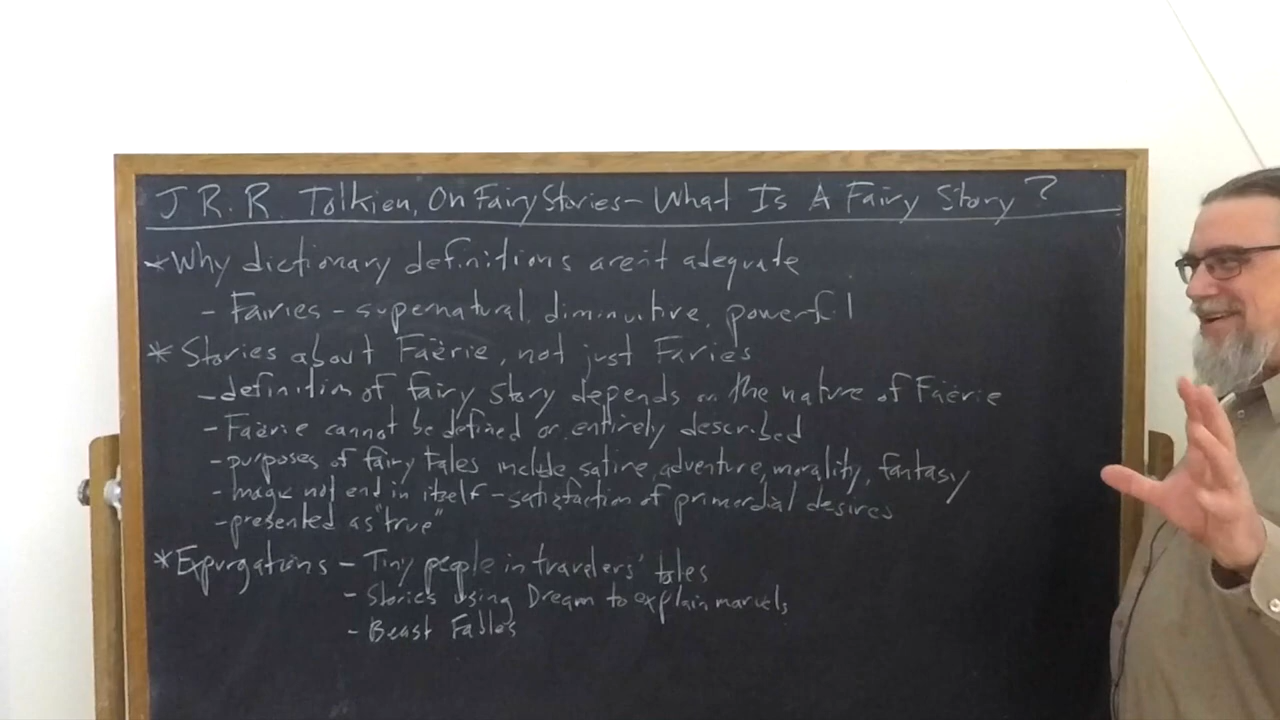 J. R. R. Tolkien, On Fairy Stories - What Is A Fairy Story?
* Why dictionary definitions aren't adequate
- Fairies - supernatural, diminuitive, powerful
* Stories about Faërie, not just Faries
- definition of fairy story depends on the nature of Faërie
- Faërie cannot be defined or entirely described
- purposes of fairy tales include satire, adventure, morality, fantasy
- magic not end in itself - satisfaction of primordial desires
- presented as "true"
* Expurgations - Tiny people in travelers' tales
- Stories using Dream to explain marvels
- Beast Fables